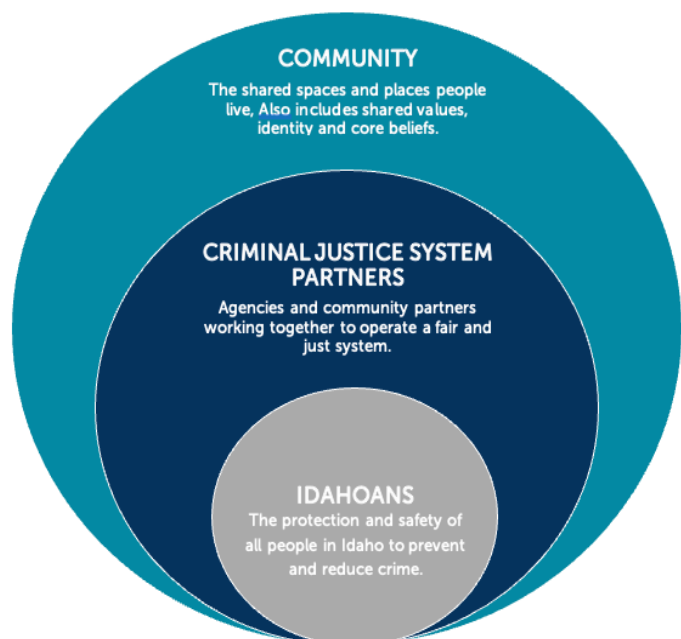 COMMUNITY
The shared spaces and places people
live, Also includes shared values,
identity and core beliefs.
CRIMINAL JUSTICE SYSTEM
PARTNERS
Agencies and community partners
working together to operate a fair and
just system.
IDAHOANS
The protection and safety of
all people in Idaho to prevent
and reduce crime.